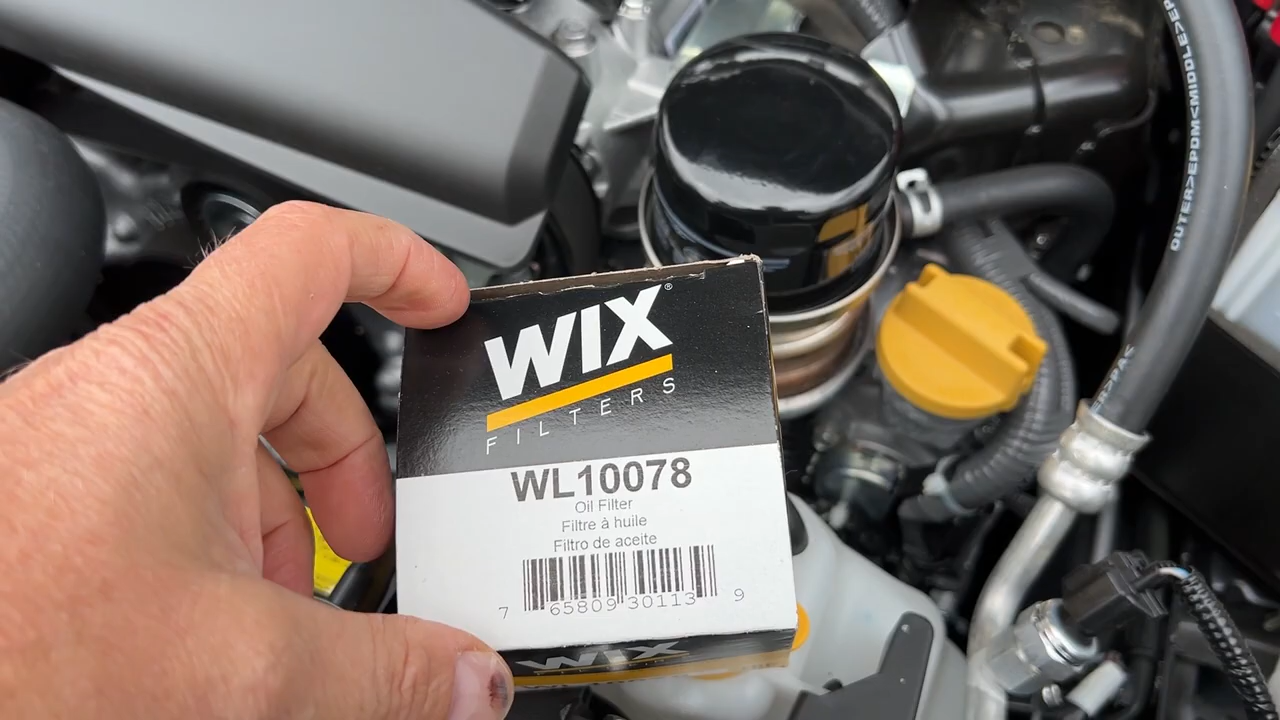 WIX®
FILTERS
WL10078
Oil Filter
Filtre à huile
Filtro de aceite
7 65809 30113 9
WIX
FILTERS
OUTER>EPDM<MIDDLE>EP